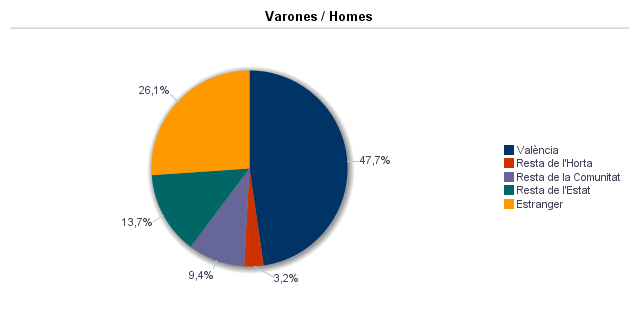 Varones / Homes
26,1%
47,7%
13,7%
9,4%
3,2%
València
Resta de l'Horta
Resta de la Comunitat
Resta de l'Estat
Estranger